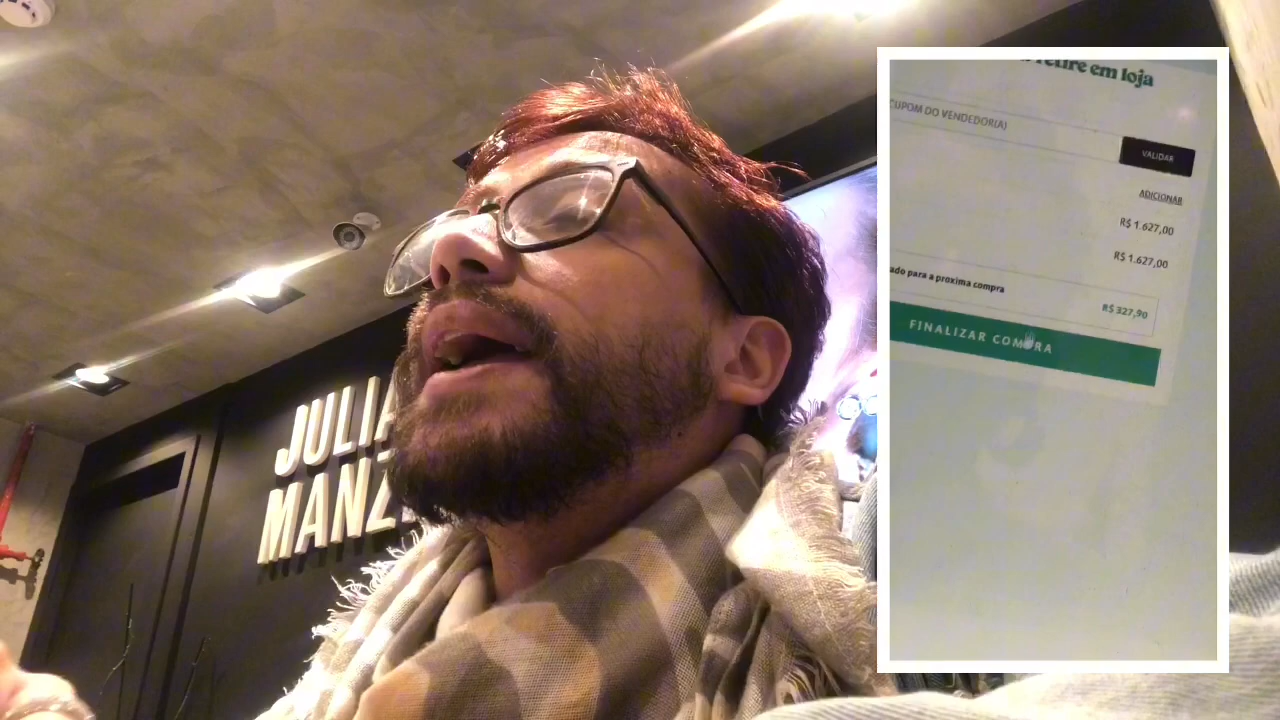 JULIA
MANZ
retire em loja
CUPOM DO VENDEDOR(A)
VALIDAR
ADICIONAR
R$ 1.627,00
R$ 1.627,00
ado para a proxima compra
R$ 327,90
FINALIZAR COMPRA